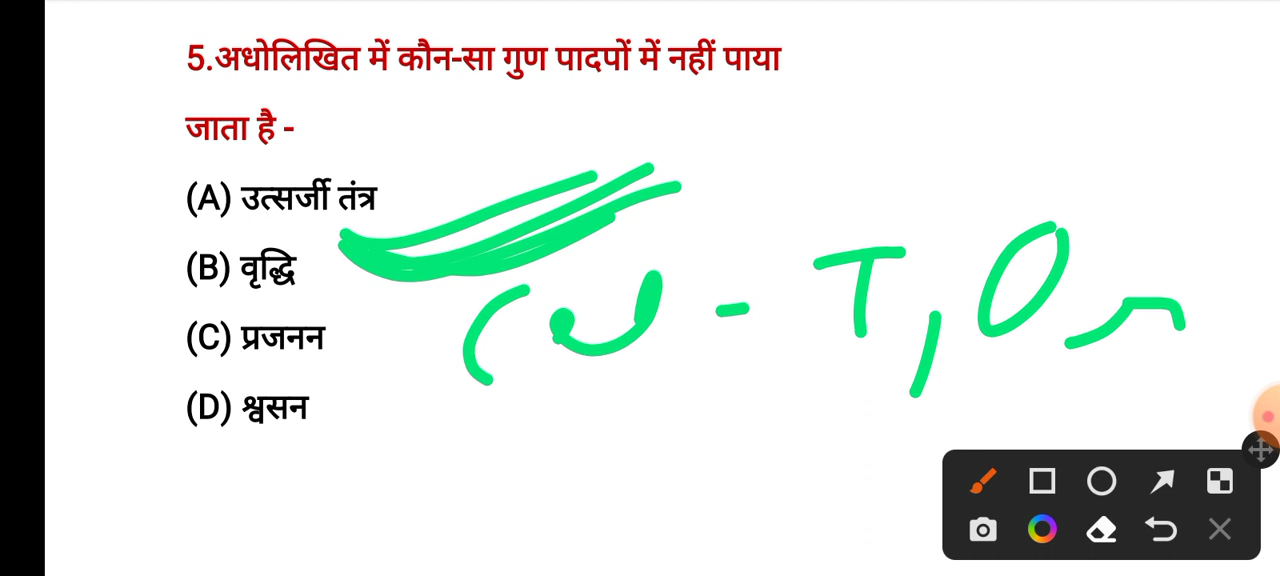 5.अधोलिखित में कौन-सा गुण पादपों में नहीं पाया
जाता है -
(A) उत्सर्जी तंत्र
(B) वृद्धि
(C) प्रजनन
(D) श्वसन